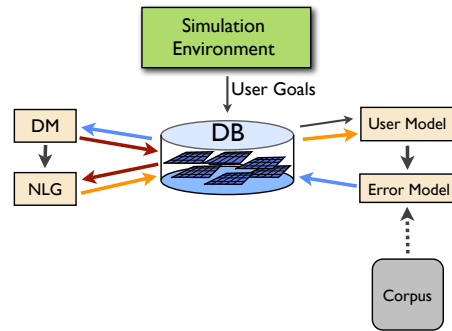 Simulation
Environment
User Goals
DB
DM
User Model
NLG
Error Model
Corpus